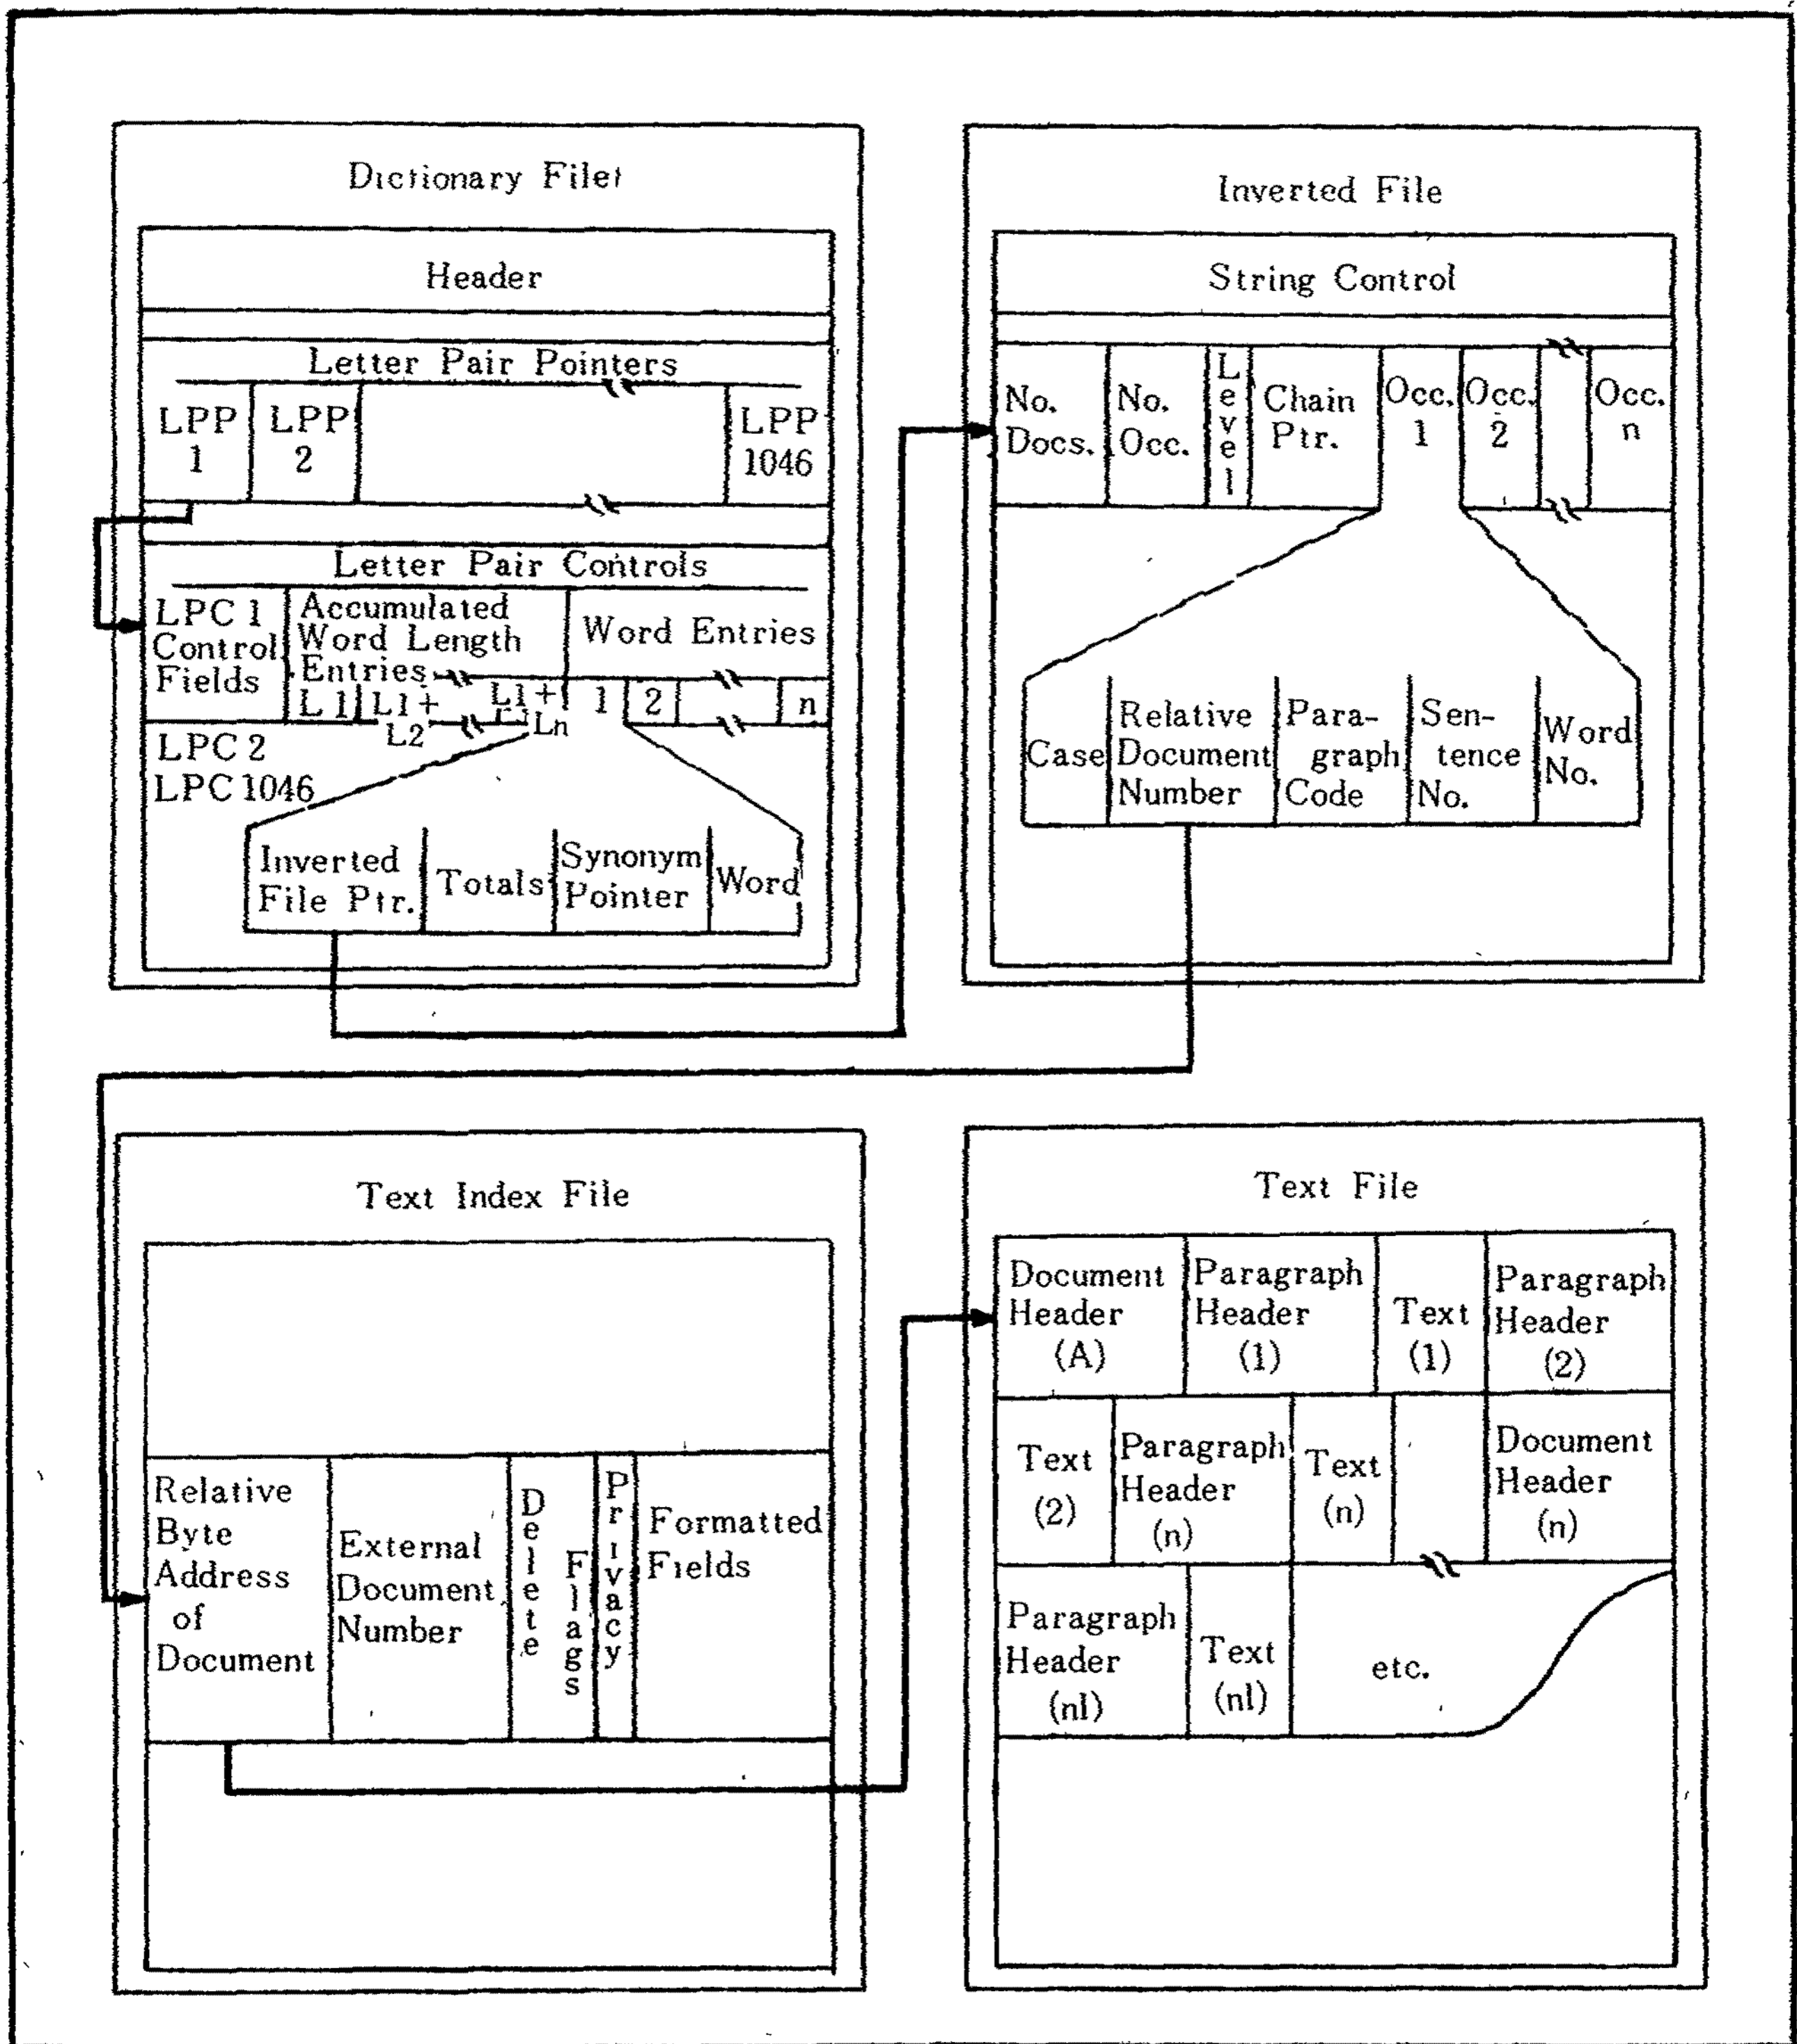 Dictionary File
Header
Letter Pair Pointers
LPP
1
LPP
2
LPP
1046
Letter Pair Controls
LPC 1
Control
Fields
Accumulated
Word Length
Entries
L1
L1+
L2
L1+
Ln
Word Entries
1
2
n
LPC 2
LPC 1046
Inverted
File Ptr.
Totals
Synonym
Pointer
Word
Inverted File
String Control
No.
Docs.
No.
Occ.
Level
Chain
Ptr.
Occ.
1
Occ.
2
Occ.
n
Case
Relative
Document
Number
Para-
graph
Code
Sen-
tence
No.
Word
No.
Text Index File
Relative
Byte
Address
of
Document
External
Document
Number
Delete
Flags
Privacy
Formatted
Fields
Text File
Document
Header
(A)
Paragraph
Header
(1)
Text
(1)
Paragraph
Header
(2)
Text
(2)
Paragraph
Header
(n)
Text
(n)
Document
Header
(n)
Paragraph
Header
(nl)
Text
(nl)
etc.